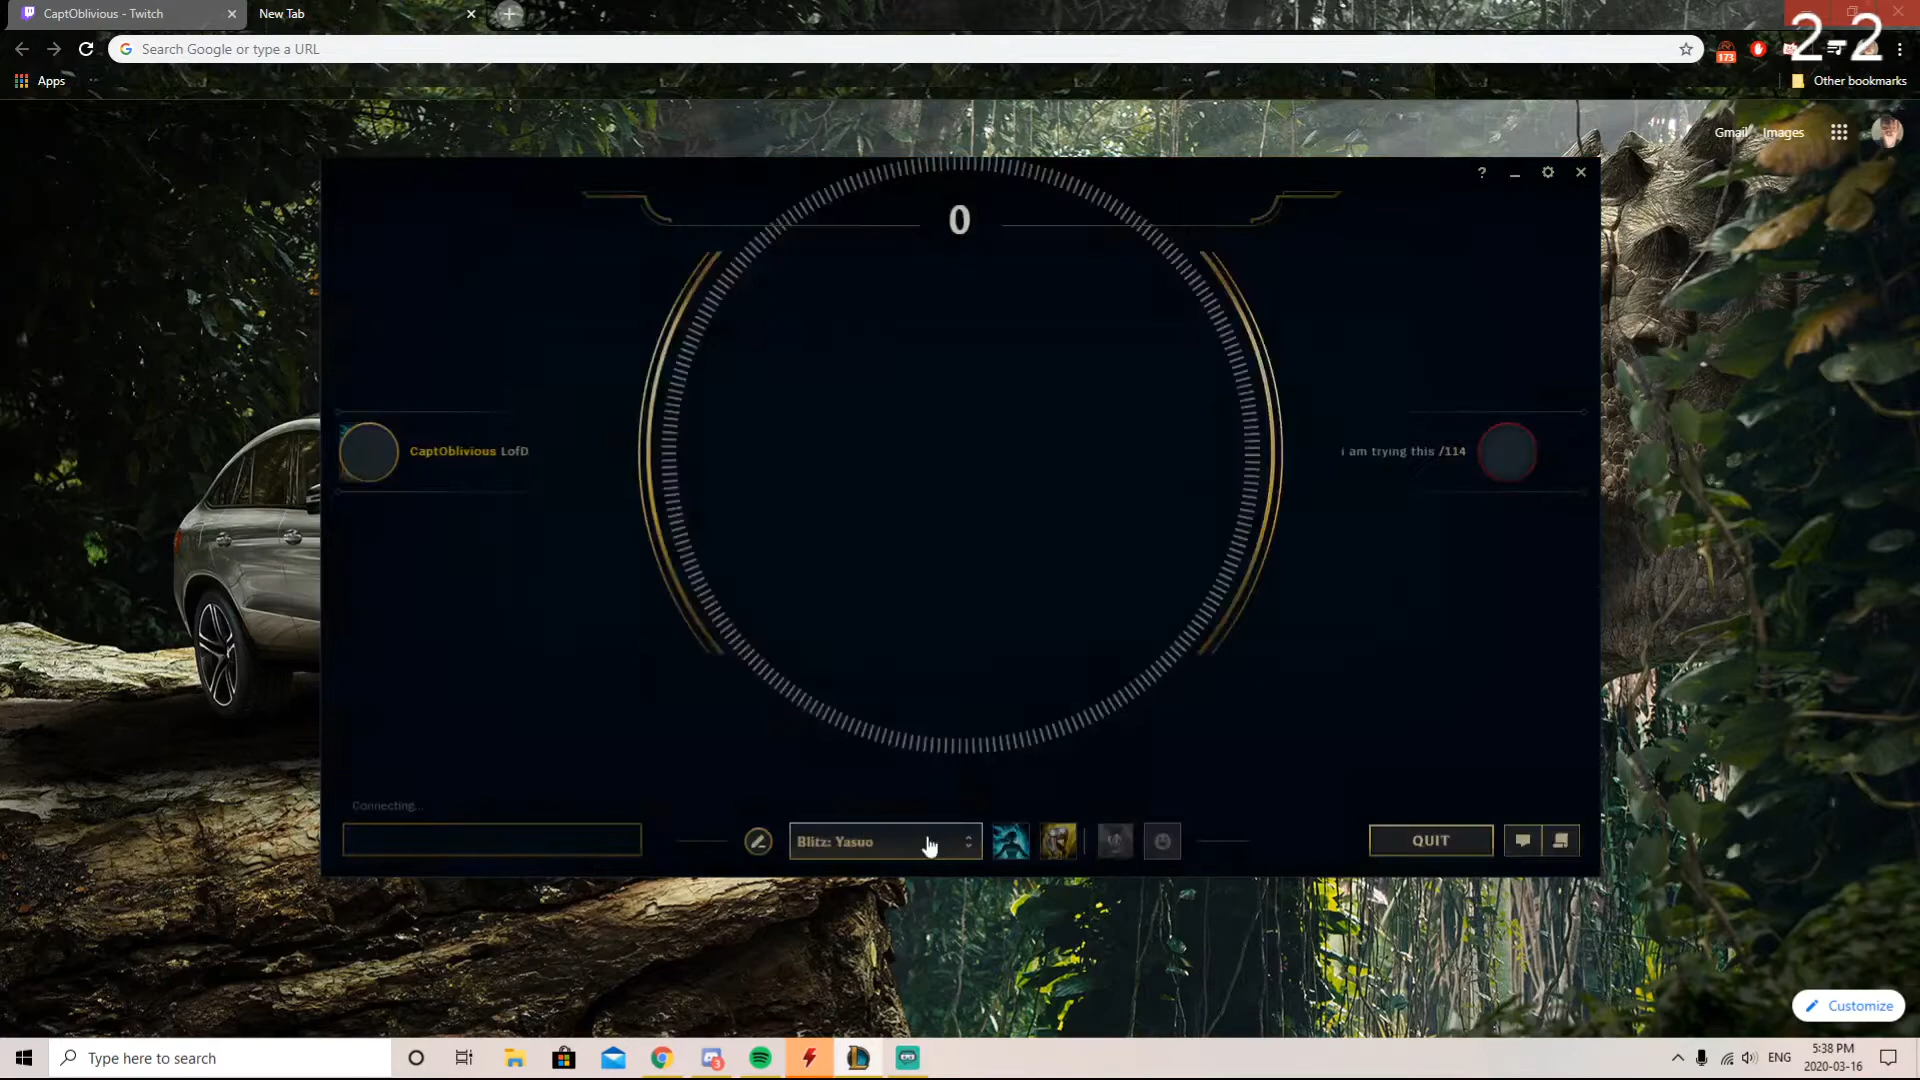 CaptOblivious - Twitch
New Tab
2-2
Search Google or type a URL
173
Apps
Other bookmarks
Gmail
Images
?
0
CaptOblivious LofD
i am trying this /114
Connecting...
Blitz: Yasuo
QUIT
Customize
Type here to search
3
ENG
5:38 PM
2020-03-16